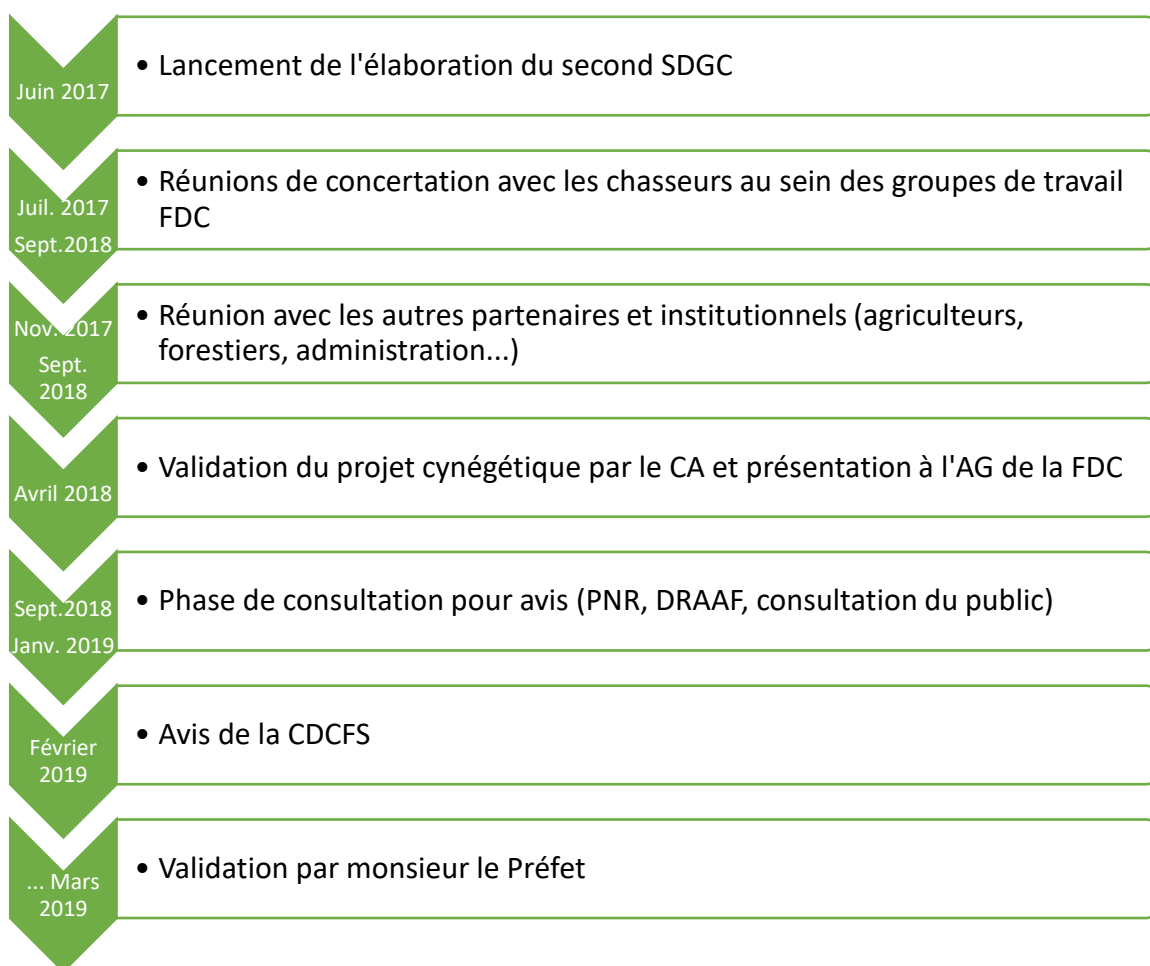 Juin 2017
• Lancement de l'élaboration du second SDGC
Juil. 2017
Sept.2018
• Réunions de concertation avec les chasseurs au sein des groupes de travail
FDC
Nov. 2017
Sept.
2018
• Réunion avec les autres partenaires et institutionnels (agriculteurs,
forestiers, administration...)
Avril 2018
• Validation du projet cynégétique par le CA et présentation à l'AG de la FDC
Sept.2018
Janv. 2019
• Phase de consultation pour avis (PNR, DRAAF, consultation du public)
Février
2019
• Avis de la CDCFS
... Mars
2019
• Validation par monsieur le Préfet